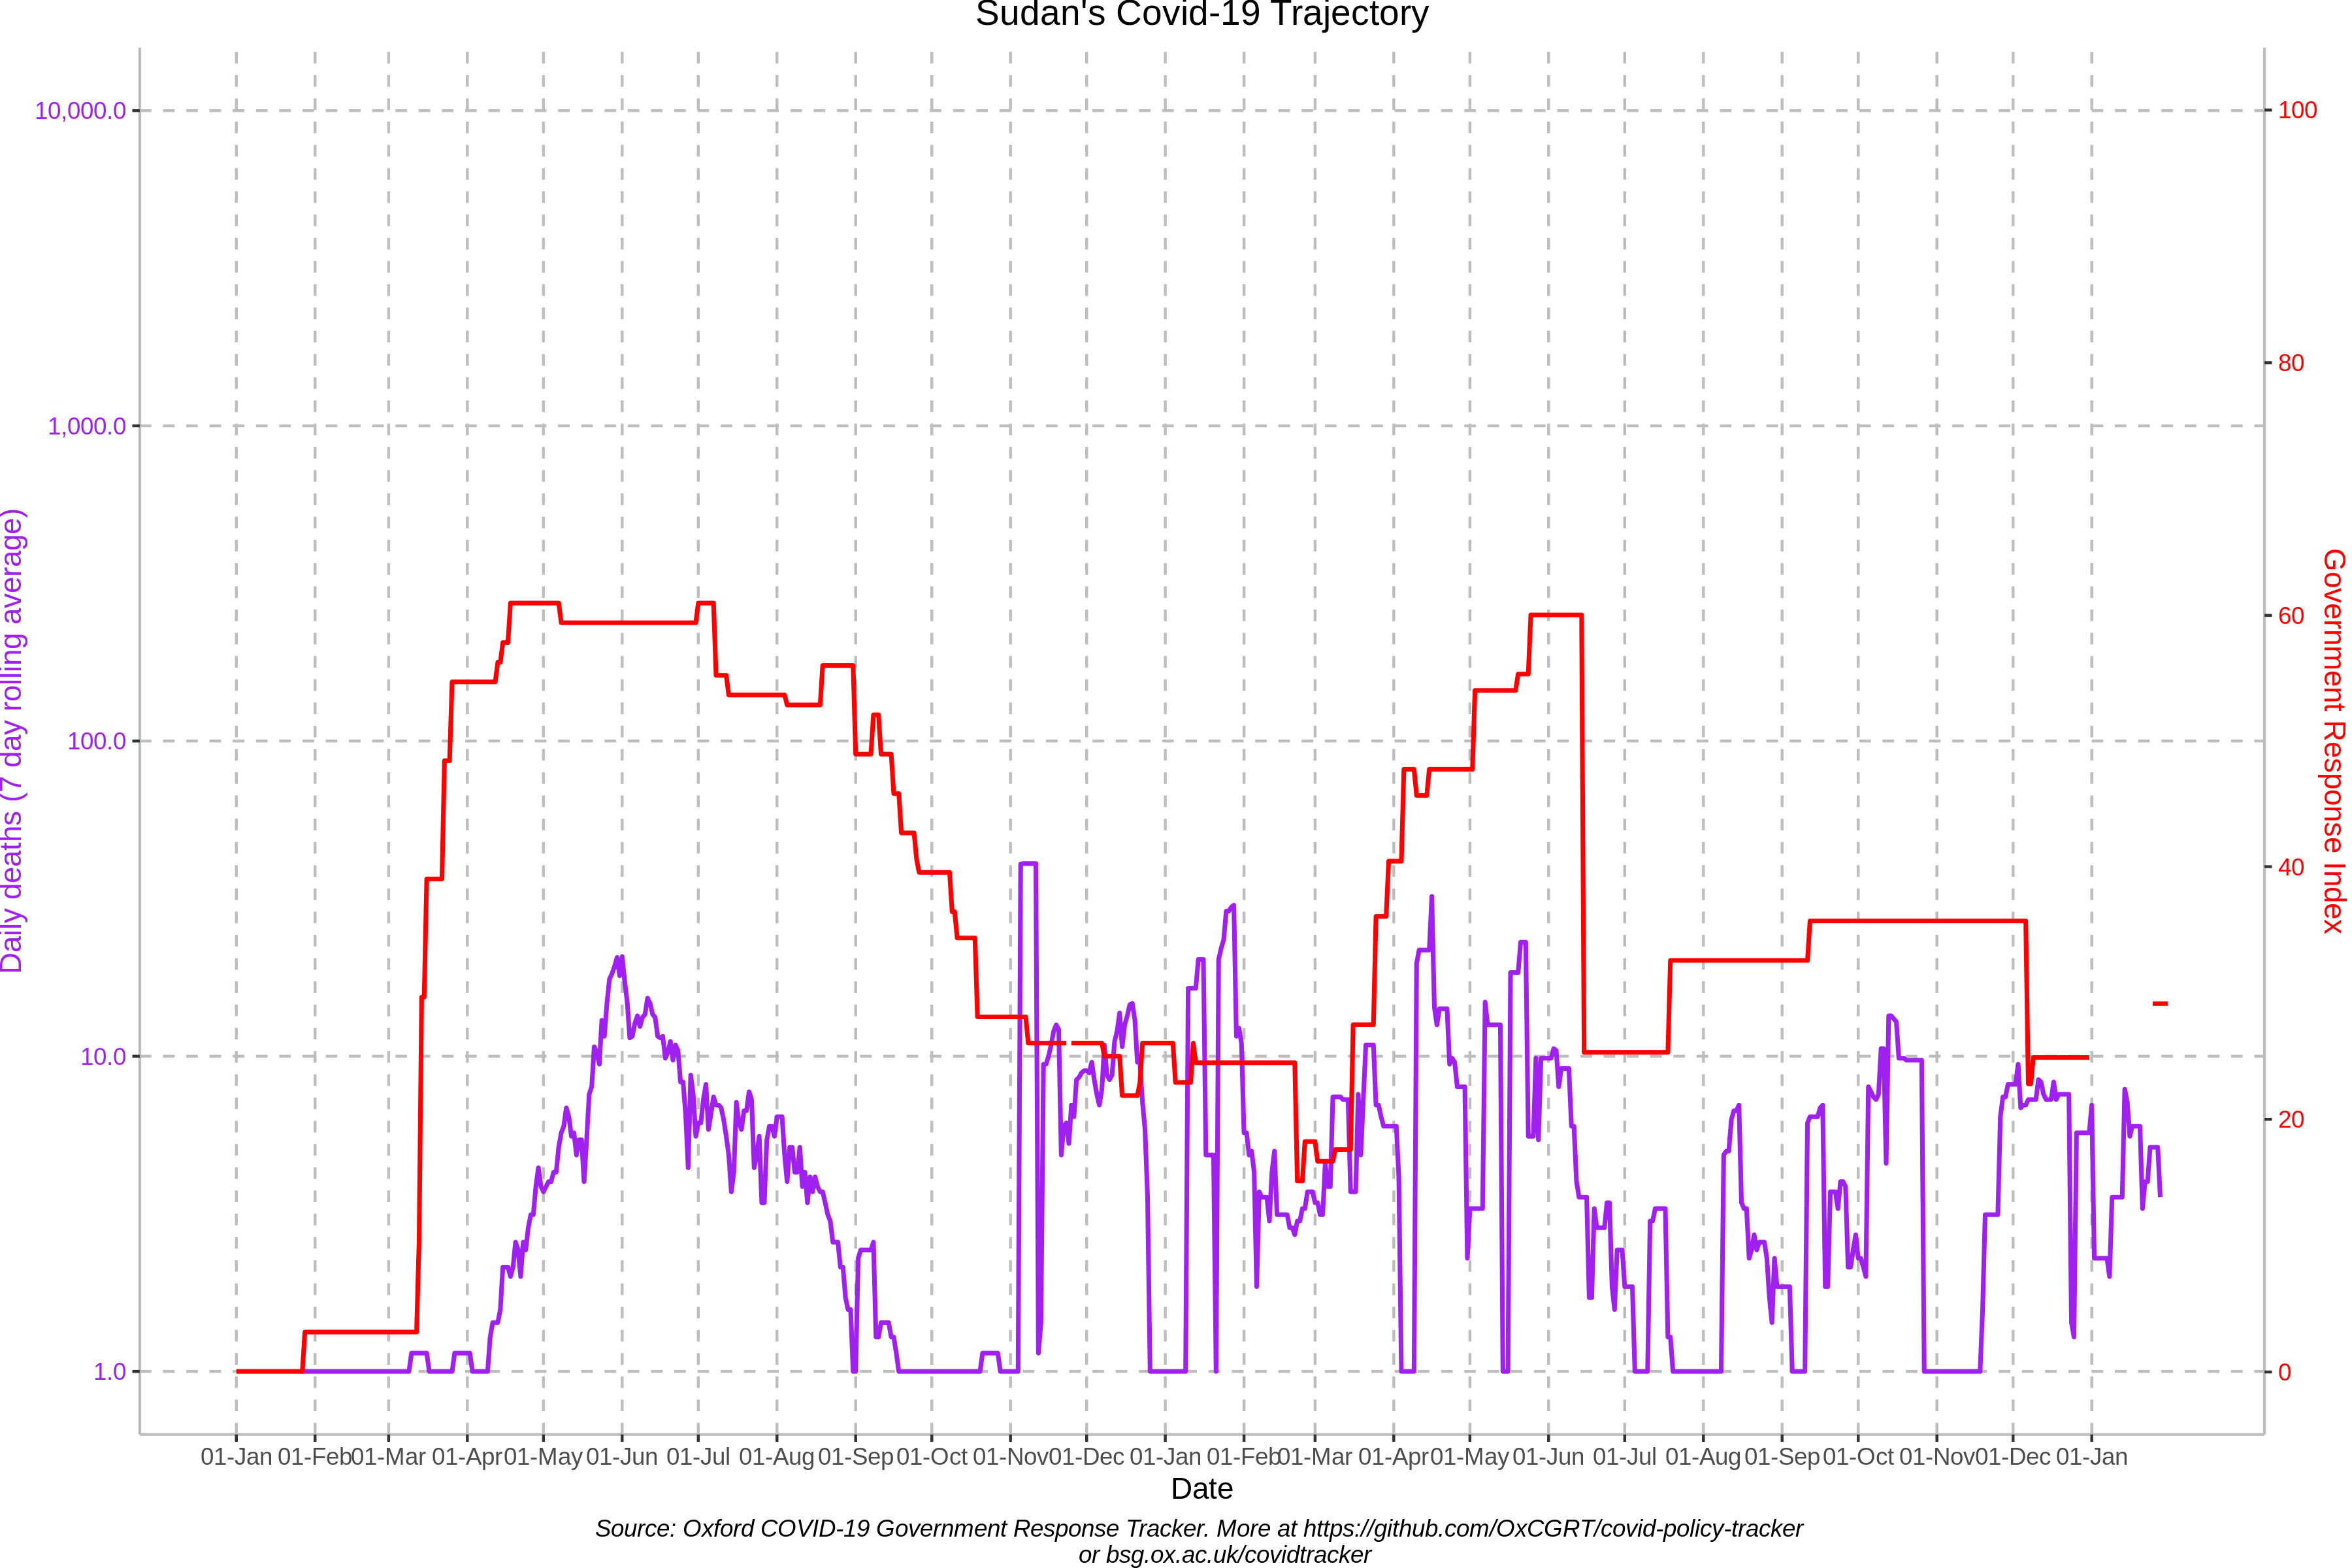 Sudan's Covid-19 Trajectory
10,000.0
1,000.0
100.0
10.0
1.0
Daily deaths (7 day rolling average)
100
80
60
40
20
0
Government Response Index
01-Jan 01-Feb 01-Mar 01-Apr 01-May 01-Jun 01-Jul 01-Aug 01-Sep 01-Oct 01-Nov 01-Dec 01-Jan 01-Feb 01-Mar 01-Apr 01-May 01-Jun 01-Jul 01-Aug 01-Sep 01-Oct 01-Nov 01-Dec 01-Jan
Date
Source: Oxford COVID-19 Government Response Tracker. More at https://github.com/OxCGRT/covid-policy-tracker
or bsg.ox.ac.uk/covidtracker